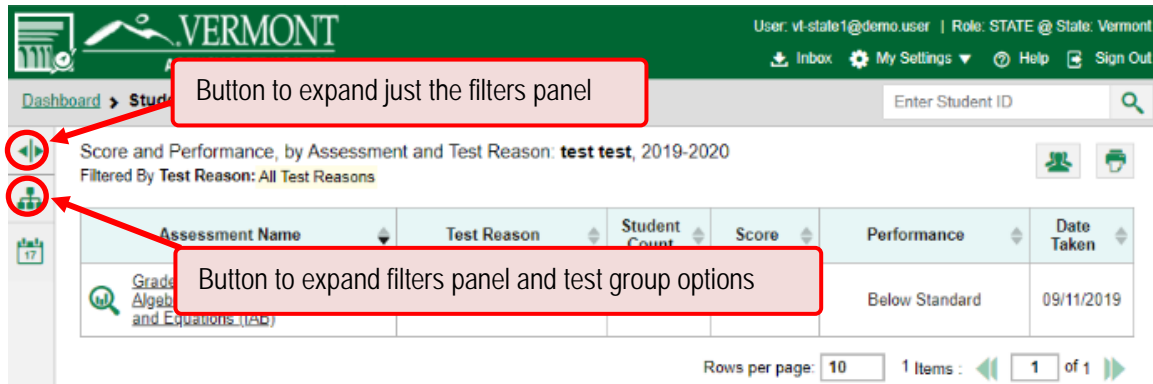 VERMONT
User: vt-state1@demo.user | Role: STATE @ State: Vermont
Inbox My Settings ▼ Help Sign Out
Button to expand just the filters panel
Dashboard > Stude
Enter Student ID
Score and Performance, by Assessment and Test Reason: test test, 2019-2020
Filtered By Test Reason: All Test Reasons
17
Assessment Name
Test Reason
Student
Count
Score
Performance
Date
Taken
Button to expand filters panel and test group options
Grade
Algeb
and Equations (IAB)
Below Standard
09/11/2019
Rows per page: 10 1 Items : 1 of 1